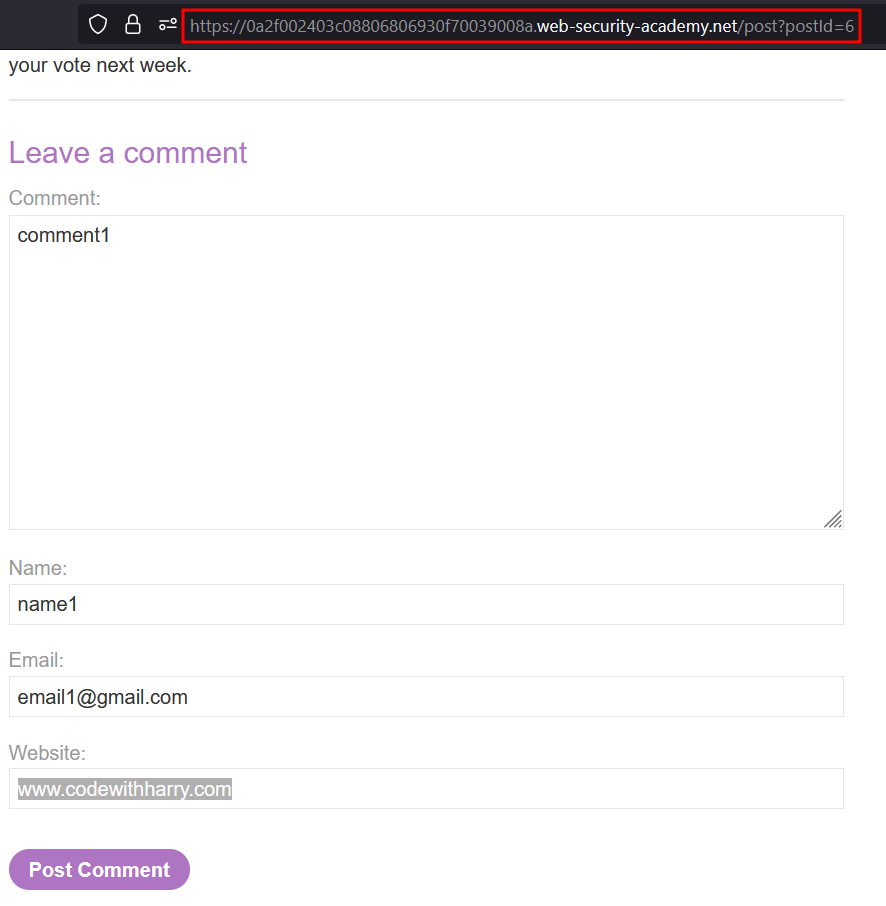 https://0a2f002403c08806806930f70039008a.web-security-academy.net/post?postId=6
your vote next week.
Leave a comment
Comment:
comment1
Name:
name1
Email:
email1@gmail.com
Website:
www.codewithharry.com
Post Comment